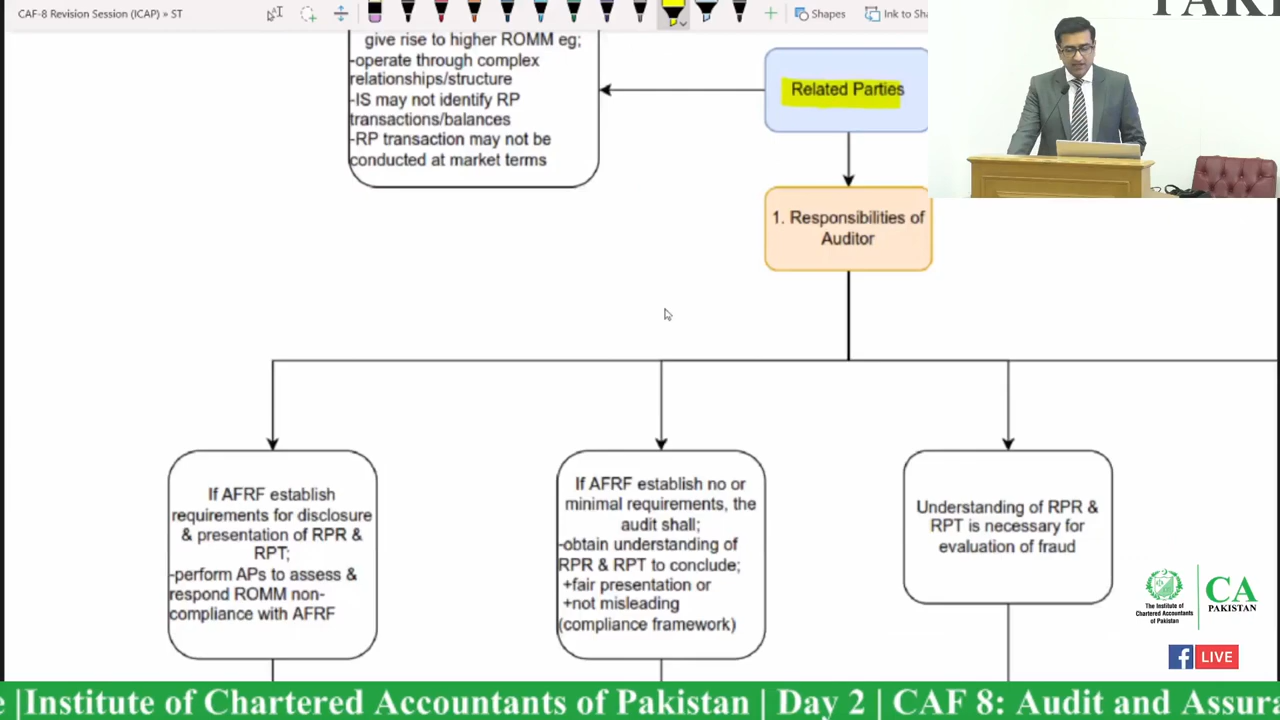 CAF-8 Revision Session (ICAP) » ST
Shapes
Ink to Sha
give rise to higher ROMM eg;
-operate through complex
relationships/structure
-IS may not identify RP
transactions/balances
-RP transaction may not be
conducted at market terms
Related Parties
1. Responsibilities of
Auditor
If AFRF establish
requirements for disclosure
& presentation of RPR &
RPT;
-perform APs to assess &
respond ROMM non-
compliance with AFRF
If AFRF establish no or
minimal requirements, the
audit shall;
-obtain understanding of
RPR & RPT to conclude;
+fair presentation or
+not misleading
(compliance framework)
Understanding of RPR &
RPT is necessary for
evaluation of fraud
The Institute of
Chartered Accountants
of Pakistan
CA
PAKISTAN
LIVE
e |Institute of Chartered Accountants of Pakistan | Day 2 | CAF 8: Audit and Assura